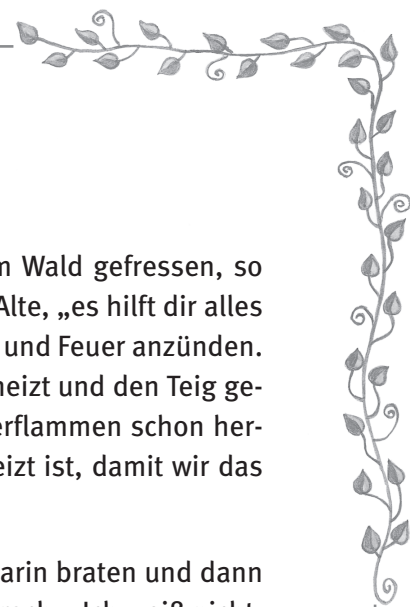 m Wald gefressen, so
Alte, „es hilft dir alles
und Feuer anzünden.
heizt und den Teig ge-
erflammen schon her-
eizt ist, damit wir das
arin braten und dann